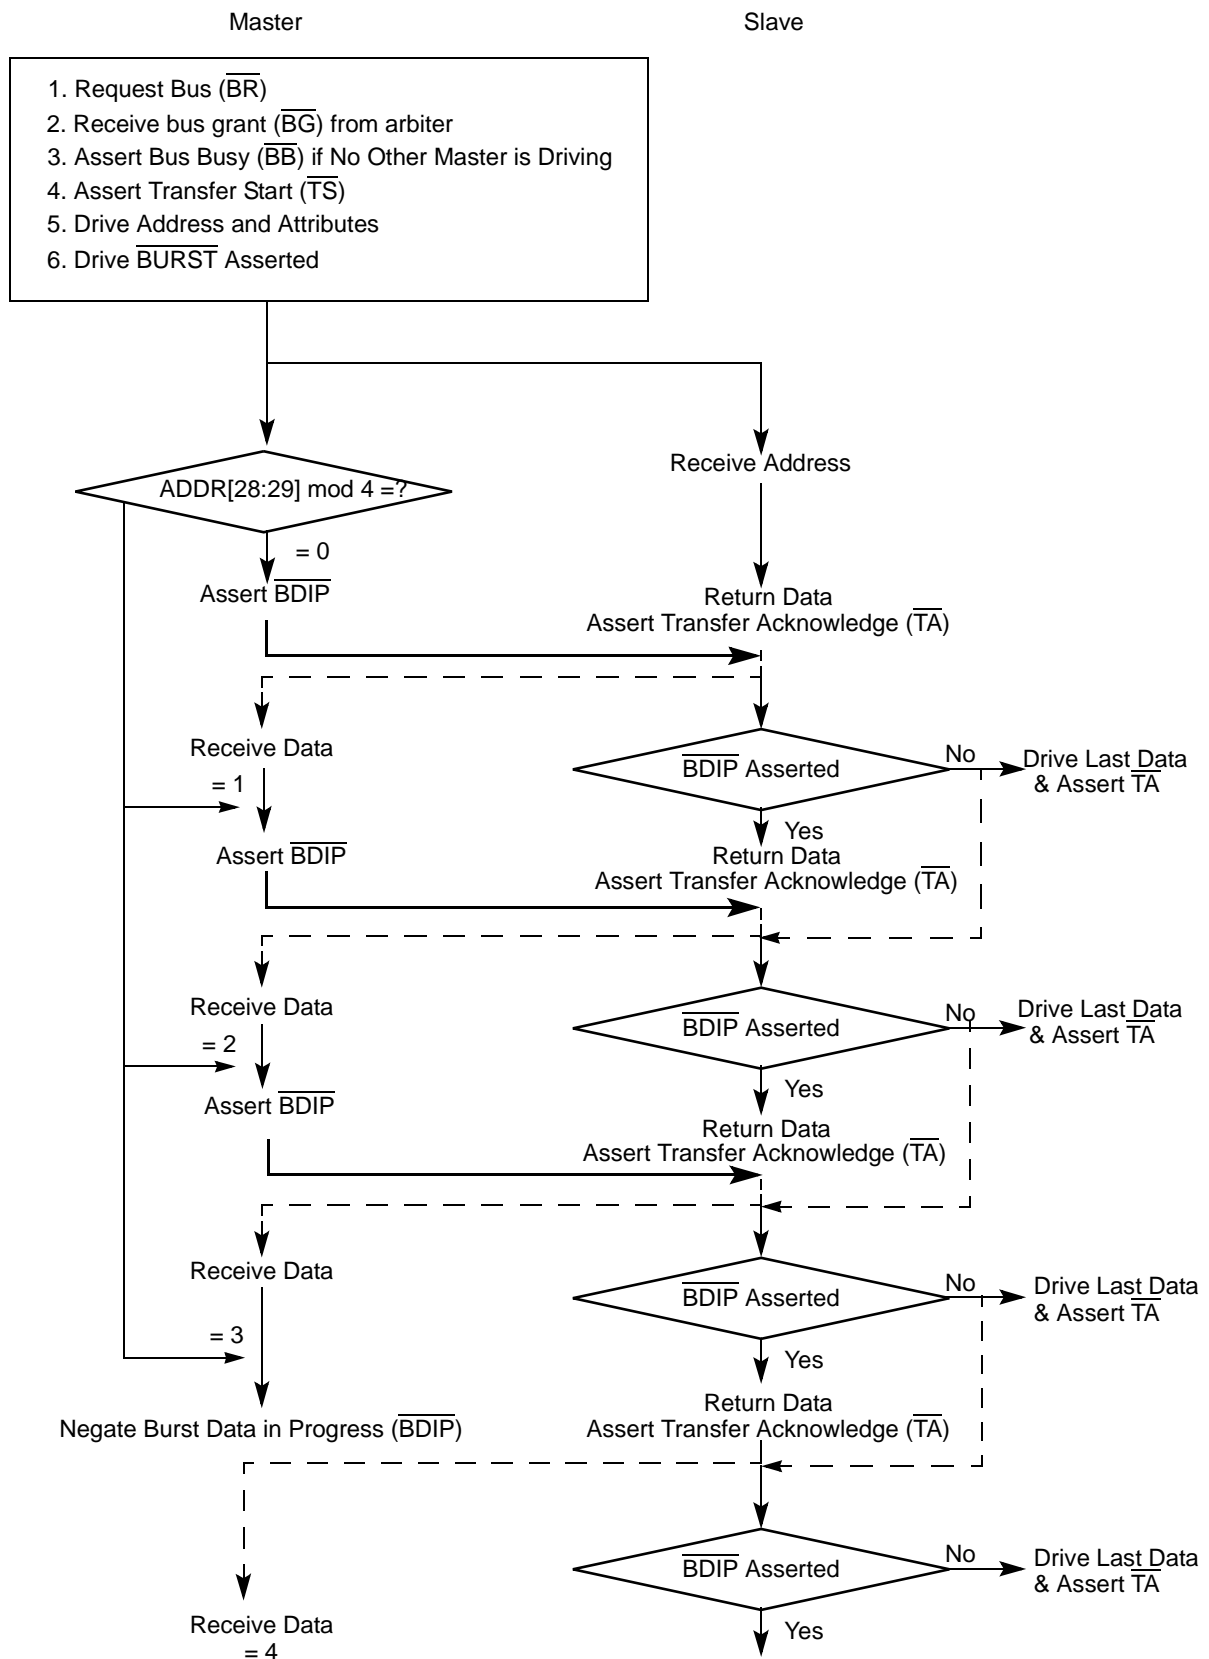 Master
Slave
1. Request Bus (BR)
2. Receive bus grant (BG) from arbiter
3. Assert Bus Busy (BB) if No Other Master is Driving
4. Assert Transfer Start (TS)
5. Drive Address and Attributes
6. Drive BURST Asserted
ADDR[28:29] mod 4 =?
Receive Address
= 0
Assert BDIP
Return Data
Assert Transfer Acknowledge (TA)
Receive Data
BDIP Asserted
No
Drive Last Data
& Assert TA
= 1
Yes
Assert BDIP
Return Data
Assert Transfer Acknowledge (TA)
Receive Data
BDIP Asserted
No
Drive Last Data
& Assert TA
= 2
Yes
Assert BDIP
Return Data
Assert Transfer Acknowledge (TA)
Receive Data
BDIP Asserted
No
Drive Last Data
& Assert TA
= 3
Yes
Negate Burst Data in Progress (BDIP)
Return Data
Assert Transfer Acknowledge (TA)
BDIP Asserted
No
Drive Last Data
& Assert TA
Receive Data
= 4
Yes